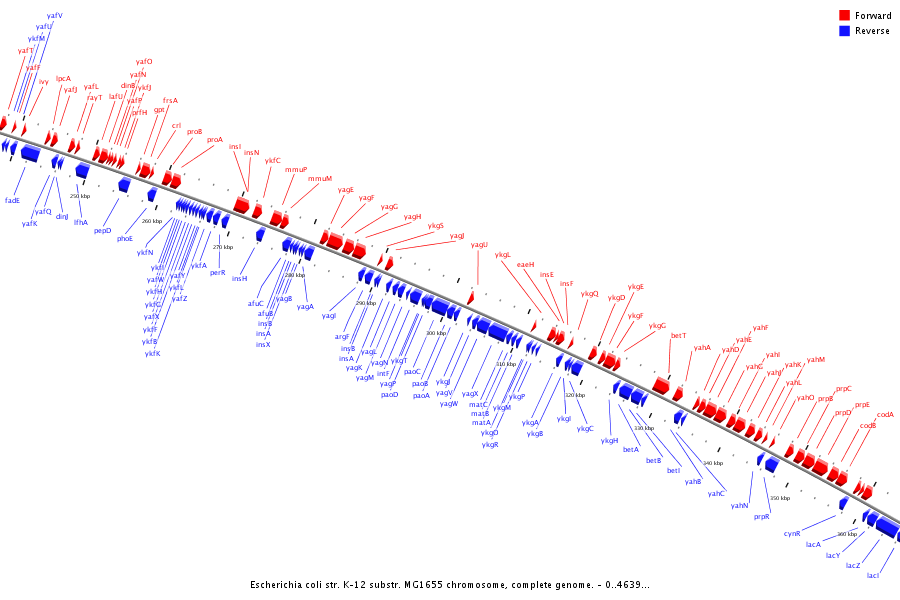 Forward
Reverse
yafV
yafU
ykfM
yafT
yafF
ivy
lpcA
yafJ
yafL
rayT
lafU
dinB
yafN
yafO
ykfJ
yafP
prfH
frsA
gpt
crl
proB
proA
insI
insN
ykfC
mmuP
mmuM
yagE
yagF
yagG
yagH
ykgS
yagJ
yagU
ykgL
eaeH
insE
insF
ykgQ
ykgD
ykgE
ykgF
ykgG
betT
yahA
yahD
yahE
yahF
yahG
yahI
yahJ
yahK
yahL
yahM
yahO
prpB
prpC
prpD
prpE
codB
codA
fadE
yafK
yafQ
dinJ
lfhA
250 kbp
pepD
phoE
260 kbp
ykfN
ykfI
yafW
ykfH
ykfG
yafX
ykfF
ykfB
ykfK
yafY
ykfL
yafZ
ykfA
perR
270 kbp
insH
afuC
afuB
insB
insA
insX
yagB
yagA
280 kbp
yagI
290 kbp
argF
insB
insA
yagK
yagL
yagM
yagN
intF
yagP
ykgT
paoD
paoC
paoB
paoA
300 kbp
ykgJ
yagV
yagW
yagX
matC
matB
matA
ykgO
ykgR
ykgM
ykgP
310 kbp
ykgA
ykgB
ykgI
ykgC
320 kbp
ykgH
betA
330 kbp
betB
betI
yahB
yahC
340 kbp
yahN
prpR
350 kbp
cynR
lacA
360 kbp
lacY
lacZ
lacI
Escherichia coli str. K-12 substr. MG1655 chromosome, complete genome. - 0..4639...